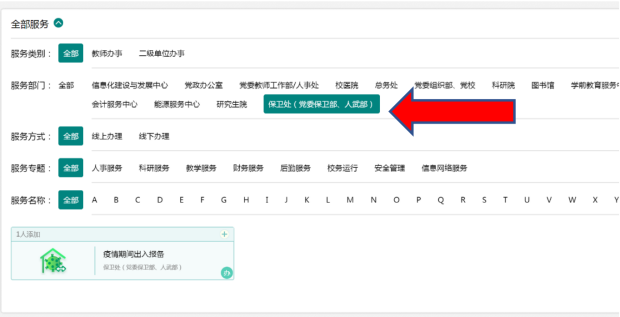 全部服务
服务类别： 全部 教师办事 二级单位办事
服务部门： 全部 信息化建设与发展中心 党政办公室 党委教师工作部/人事处 校医院 总务处 党委组织部、党校 科研院 图书馆 学前教育服务中
会计服务中心 能源服务中心 研究生院 保卫处（党委保卫部、人武部）
服务方式： 全部 线上办理 线下办理
服务专题： 全部 人事服务 科研服务 教学服务 财务服务 后勤服务 校务运行 安全管理 信息网络服务
服务名称： 全部 A B C D E F G H I J K L M N O P Q R S T U V W X Y
1人添加 +
疫情期间出入报备
保卫处（党委保卫部、人武部）